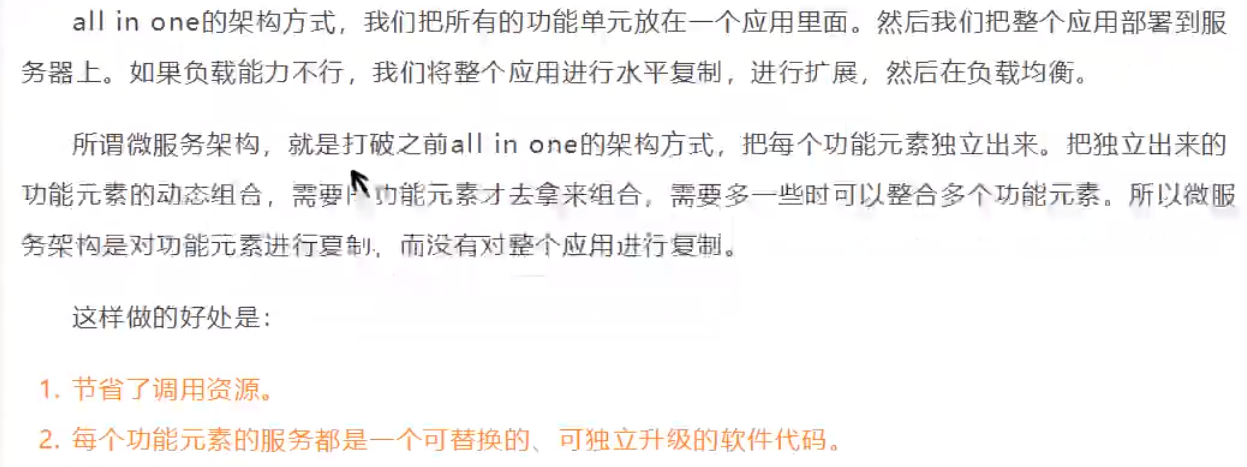 all in one的架构方式，我们把所有的功能单元放在一个应用里面。然后我们把整个应用部署到服
务器上。如果负载能力不行，我们将整个应用进行水平复制，进行扩展，然后在负载均衡。
所谓微服务架构，就是打破之前all in one的架构方式，把每个功能元素独立出来。把独立出来的
功能元素的动态组合，需要 功能元素才去拿来组合，需要多一些时可以整合多个功能元素。所以微服
务架构是对功能元素进行复制，而没有对整个应用进行复制。
这样做的好处是：
1. 节省了调用资源。
2. 每个功能元素的服务都是一个可替换的、可独立升级的软件代码。